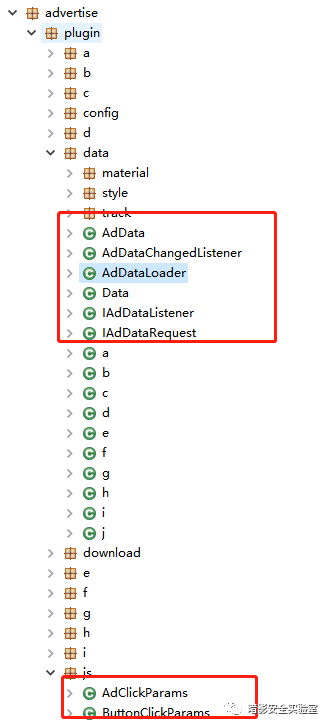 advertise
plugin
a
b
c
config
d
data
material
style
track
AdData
AdDataChangedListener
AdDataLoader
Data
IAdDataListener
IAdDataRequest
a
b
c
d
e
f
g
h
i
j
download
e
f
g
h
i
js
AdClickParams
ButtonClickParams
暗影安全实验室